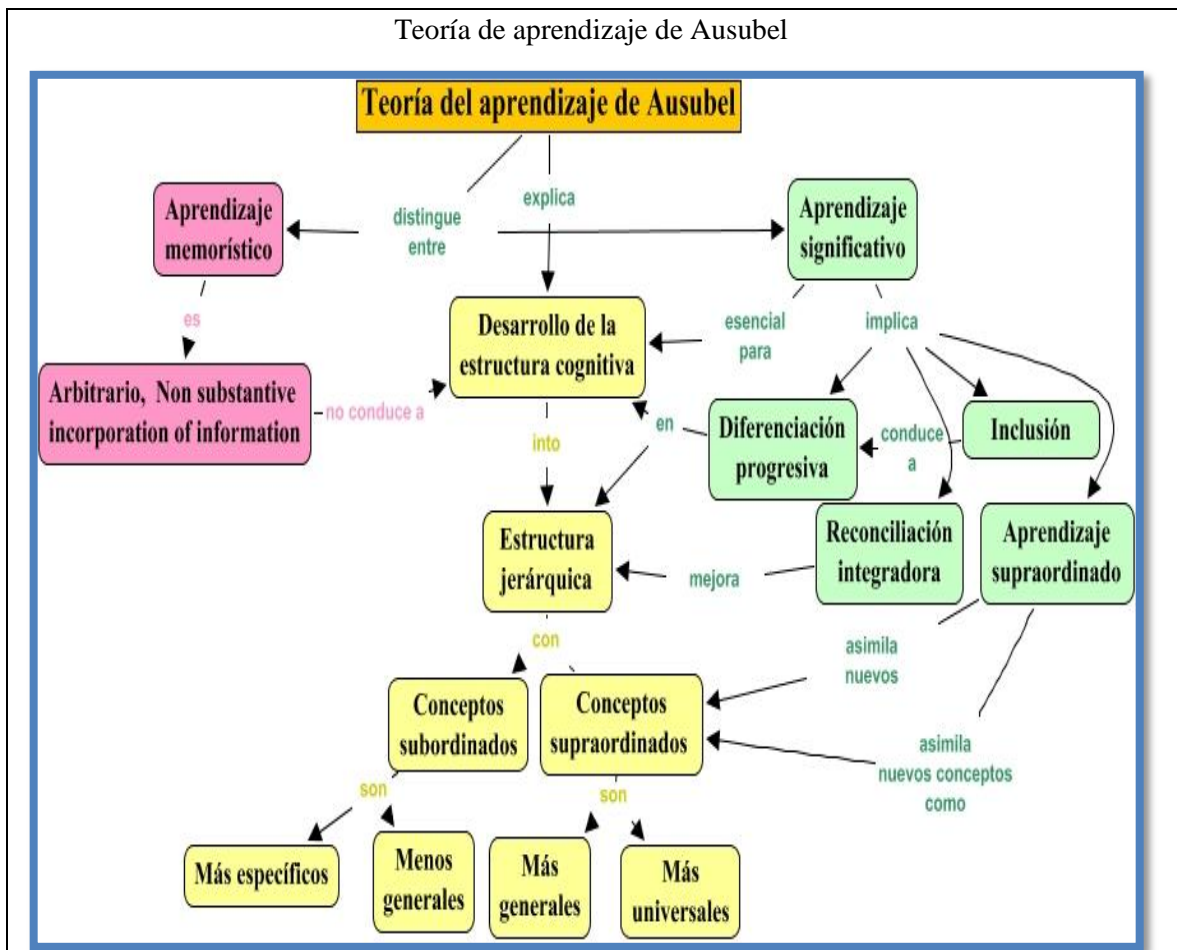 Teoría de aprendizaje de Ausubel
Teoría del aprendizaje de Ausubel
explica
distingue
entre
Aprendizaje
memorístico
Aprendizaje
significativo
es
esencial
para
implica
Desarrollo de la
estructura cognitiva
Arbitrario, Non substantive
incorporation of information
no conduce a
into
en
Diferenciación
progresiva
conduce
a
Inclusión
Estructura
jerárquica
mejora
Reconciliación
integradora
Aprendizaje
supraordinado
con
asimila
nuevos
Conceptos
subordinados
Conceptos
supraordinados
asimila
nuevos conceptos
como
son
son
Más específicos
Menos
generales
Más
generales
Más
universales